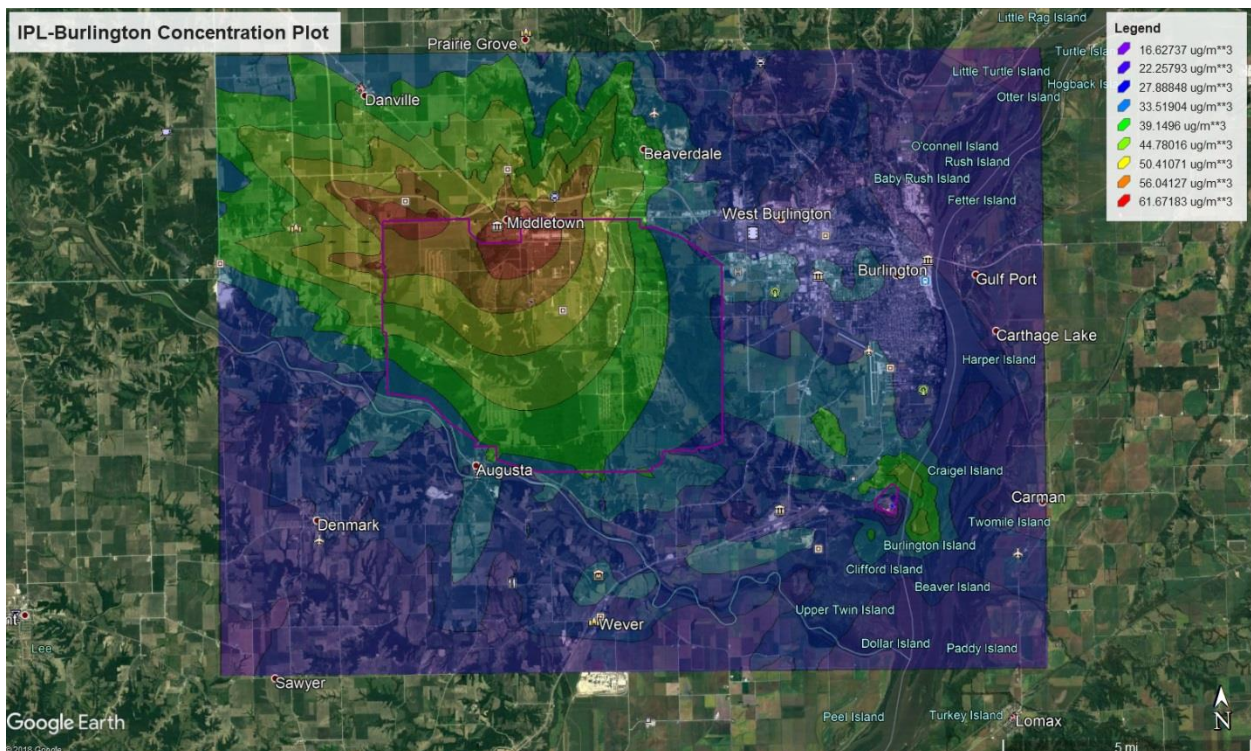 IPL-Burlington Concentration Plot
Legend
16.62737 ug/m**3
22.25793 ug/m**3
27.88848 ug/m**3
33.51904 ug/m**3
39.1496 ug/m**3
44.78016 ug/m**3
50.41071 ug/m**3
56.04127 ug/m**3
61.67183 ug/m**3
Little Rag Island
Prairie Grove
Turtle Isla
Little Turtle Island
Hogback Is
Otter Island
Danville
O'connell Island
Beaverdale
Rush Island
Baby Rush Island
Fetter Island
West Burlington
Middletown
Burlington
Gulf Port
Carthage Lake
Harper Island
Augusta
Craigel Island
Carman
Denmark
Twomile Island
Burlington Island
Clifford Island
Beaver Island
Upper Twin Island
Wever
nt
Dollar Island
Paddy Island
Lee
Sawyer
Google Earth
Peel Island
Turkey Island
Lomax
N
© 2018 Google
5 mi